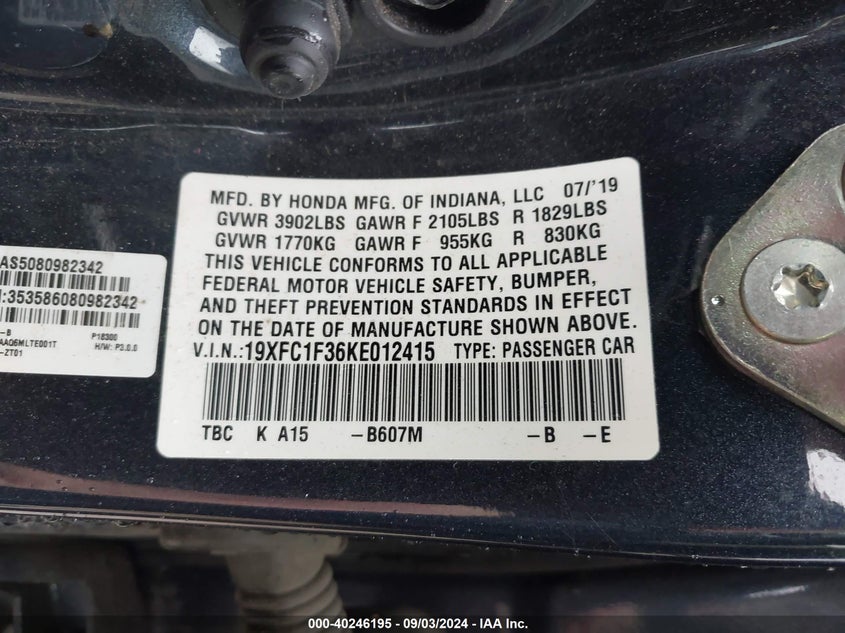 MFD. BY HONDA MFG. OF INDIANA, LLC 07/'19
GVWR 3902LBS GAWR F 2105LBS R 1829LBS
GVWR 1770KG GAWR F 955KG R 830KG
THIS VEHICLE CONFORMS TO ALL APPLICABLE
FEDERAL MOTOR VEHICLE SAFETY, BUMPER,
AND THEFT PREVENTION STANDARDS IN EFFECT
ON THE DATE OF MANUFACTURE SHOWN ABOVE.
V.I.N.:19XFC1F36KE012415 TYPE: PASSENGER CAR
TBC K A15 -B607M -B -E
AS5080982342
:353586080982342
-B P18300
AAQ6MLTE001T H/W: P3.0.0
-2T01
000-40246195 - 09/03/2024 - IAA Inc.